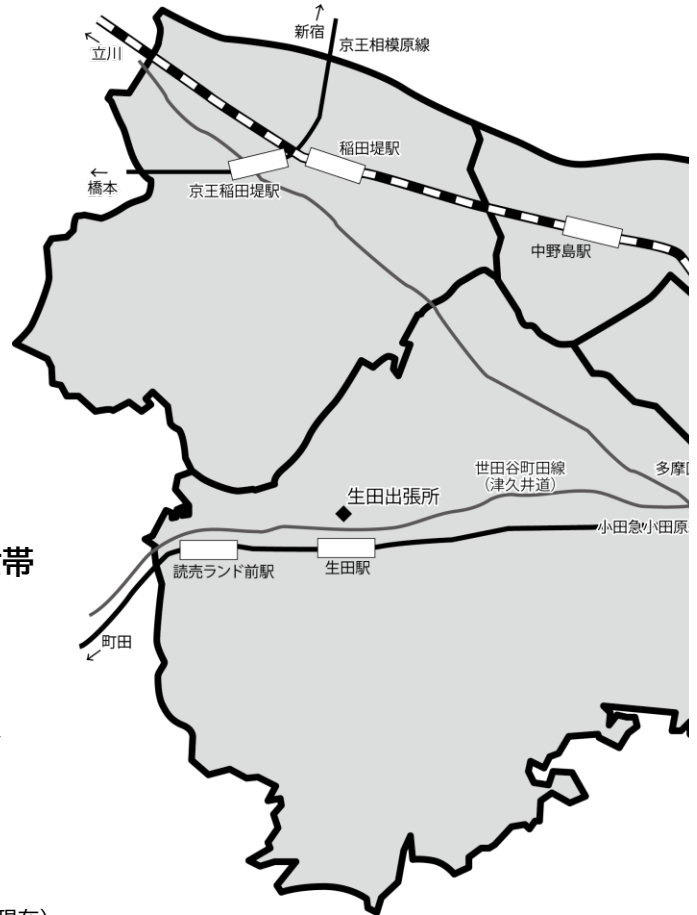 新宿
↑
京王相模原線
立川
稲田堤駅
←
橋本
京王稲田堤駅
中野島駅
世田谷町田線
（津久井道）
多摩区
生田出張所
小田急小田原
帯
読売ランド前駅
生田駅
町田
現在）